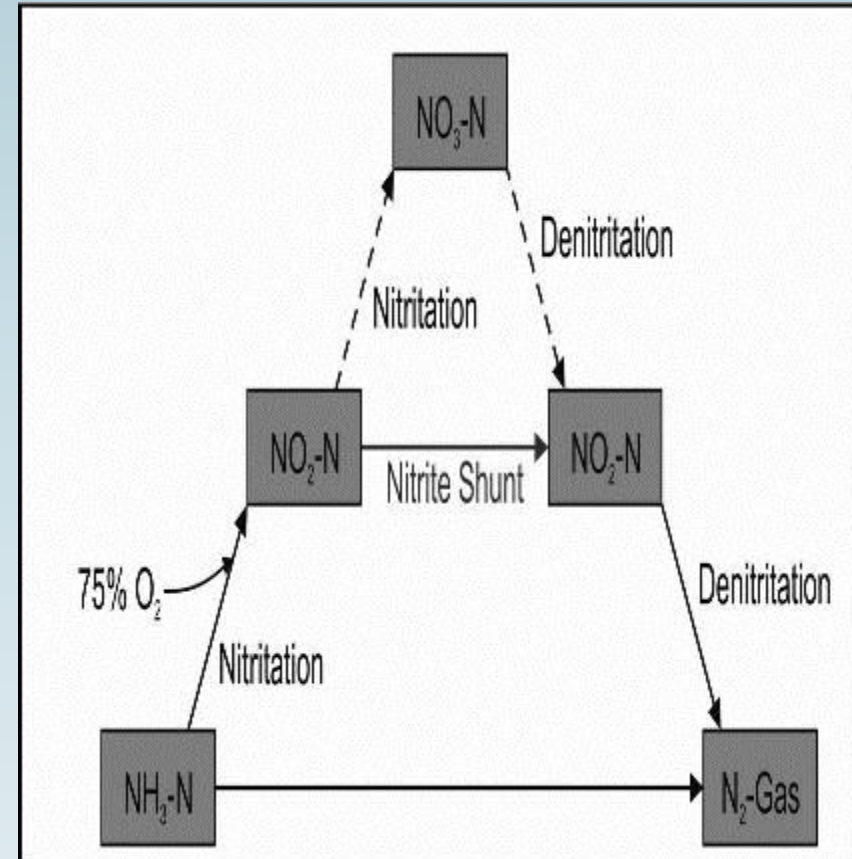 NO₃-N
Denitritation
Nitritation
NO₂-N
NO₂-N
Nitrite Shunt
75% O₂
Denitritation
Nitritation
NH₃-N
N₂-Gas